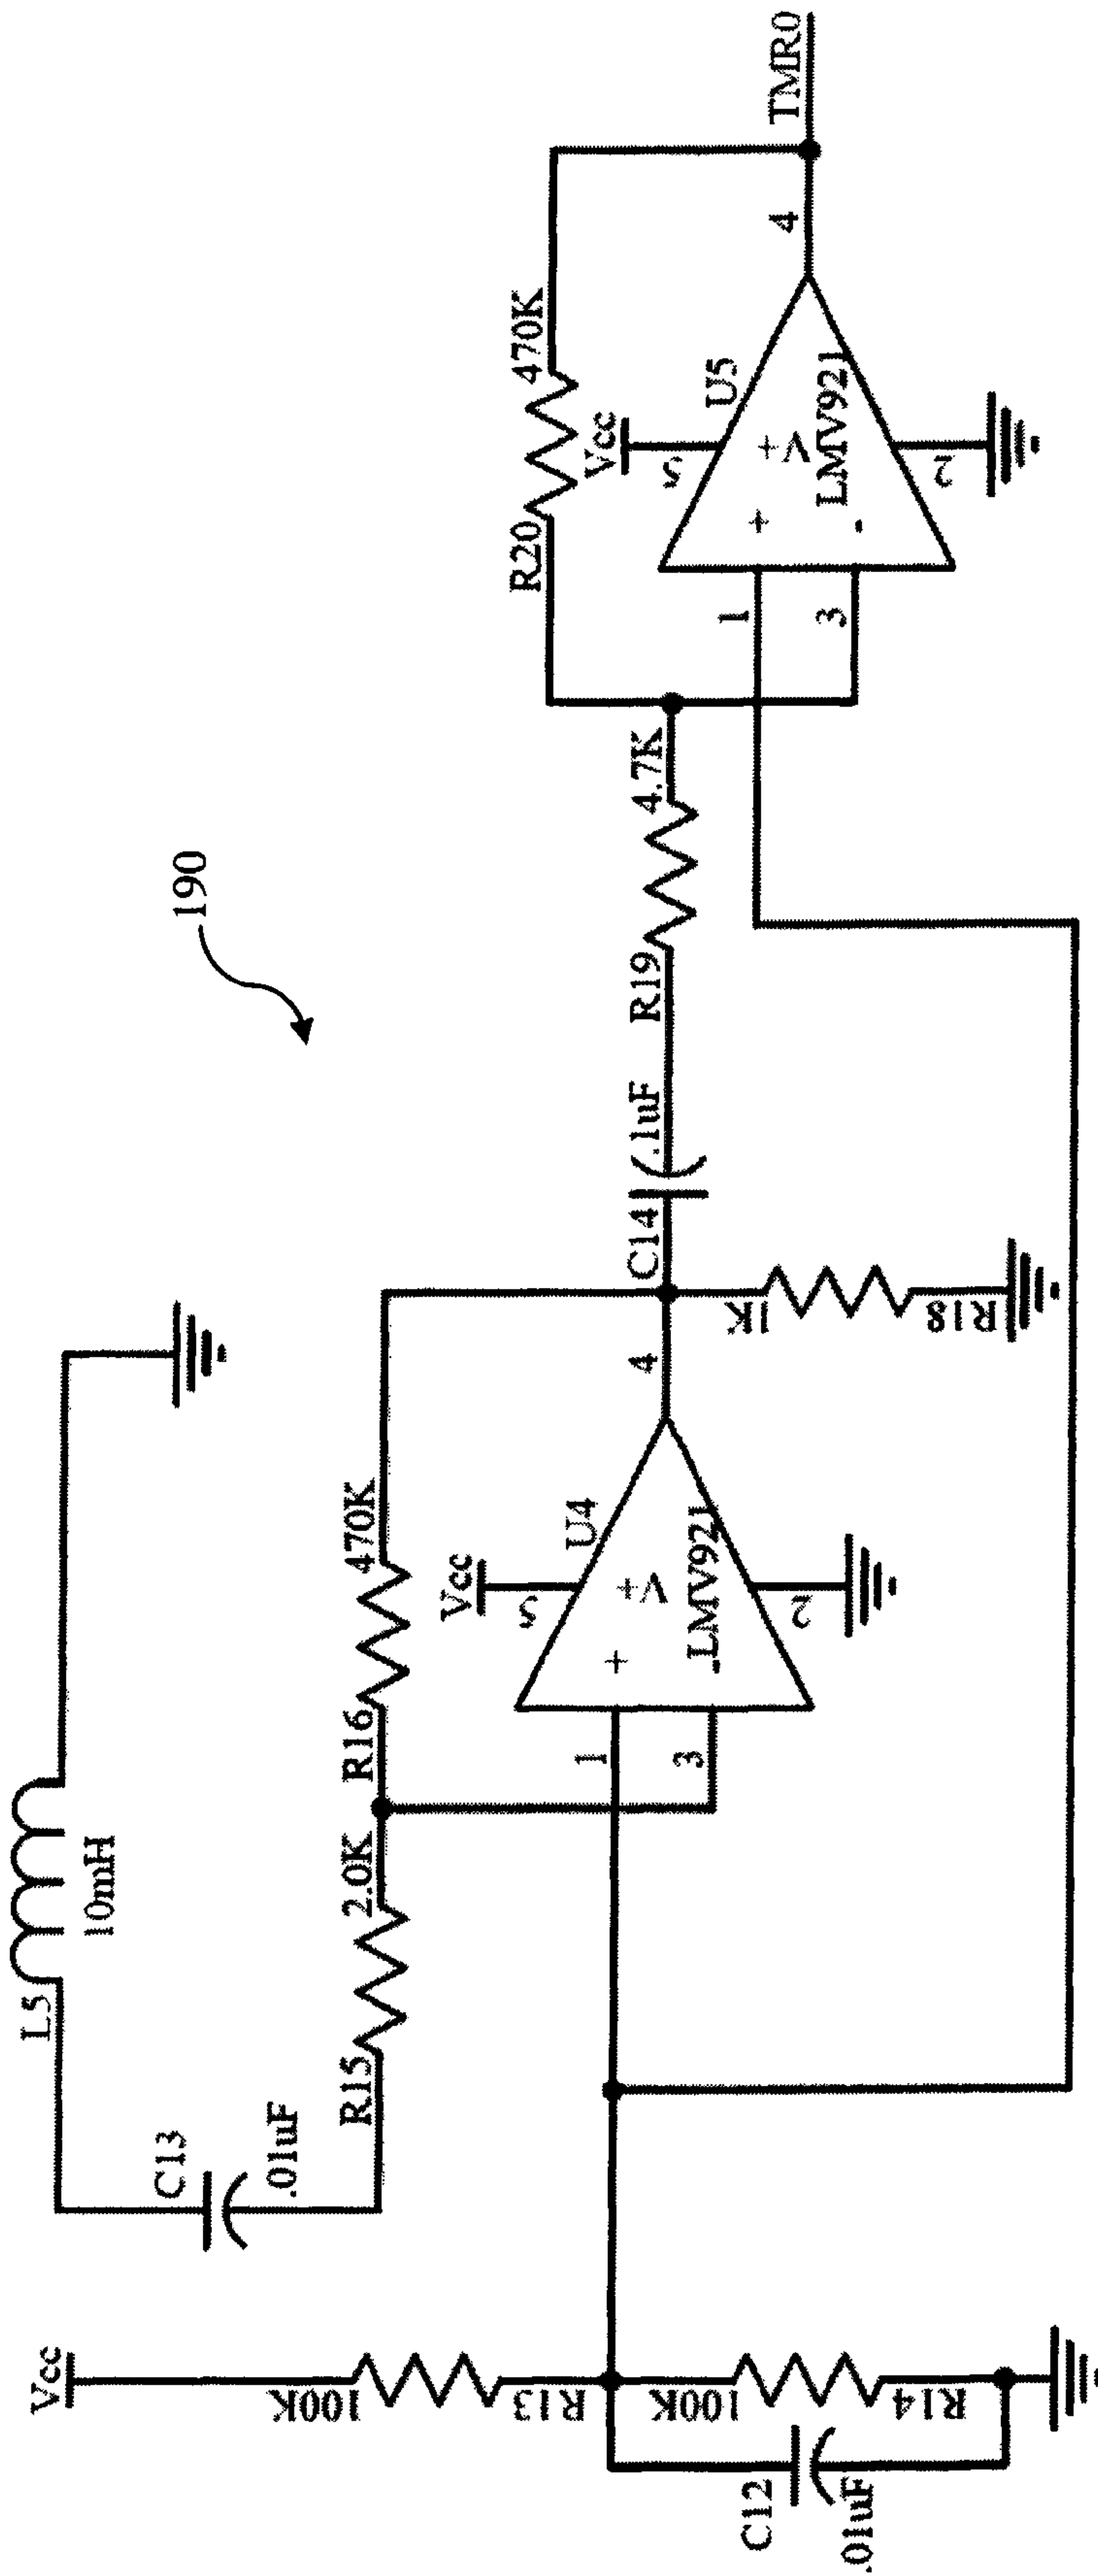 190
L5
10mH
C13
.01uF
R15
2.0K
R16
470K
Vcc
100K
R13
100K
R14
C12
.01uF
1
3
+
-
V+
LMV921
U4
Vcc
5
2
4
1K
R18
C14
.1uF
R19
4.7K
R20
470K
Vcc
5
1
3
+
-
V+
LMV921
U5
2
4
TMR0